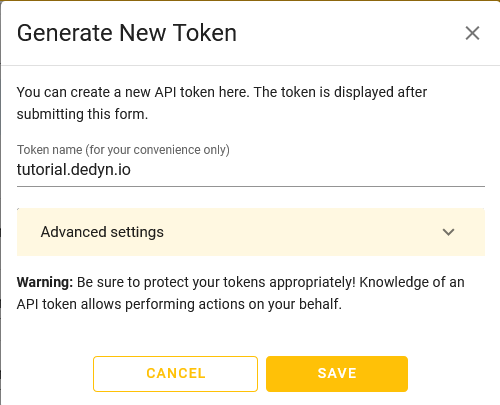 Generate New Token
You can create a new API token here. The token is displayed after
submitting this form.
Token name (for your convenience only)
tutorial.dedyn.io
Advanced settings
Warning: Be sure to protect your tokens appropriately! Knowledge of an
API token allows performing actions on your behalf.
CANCEL SAVE